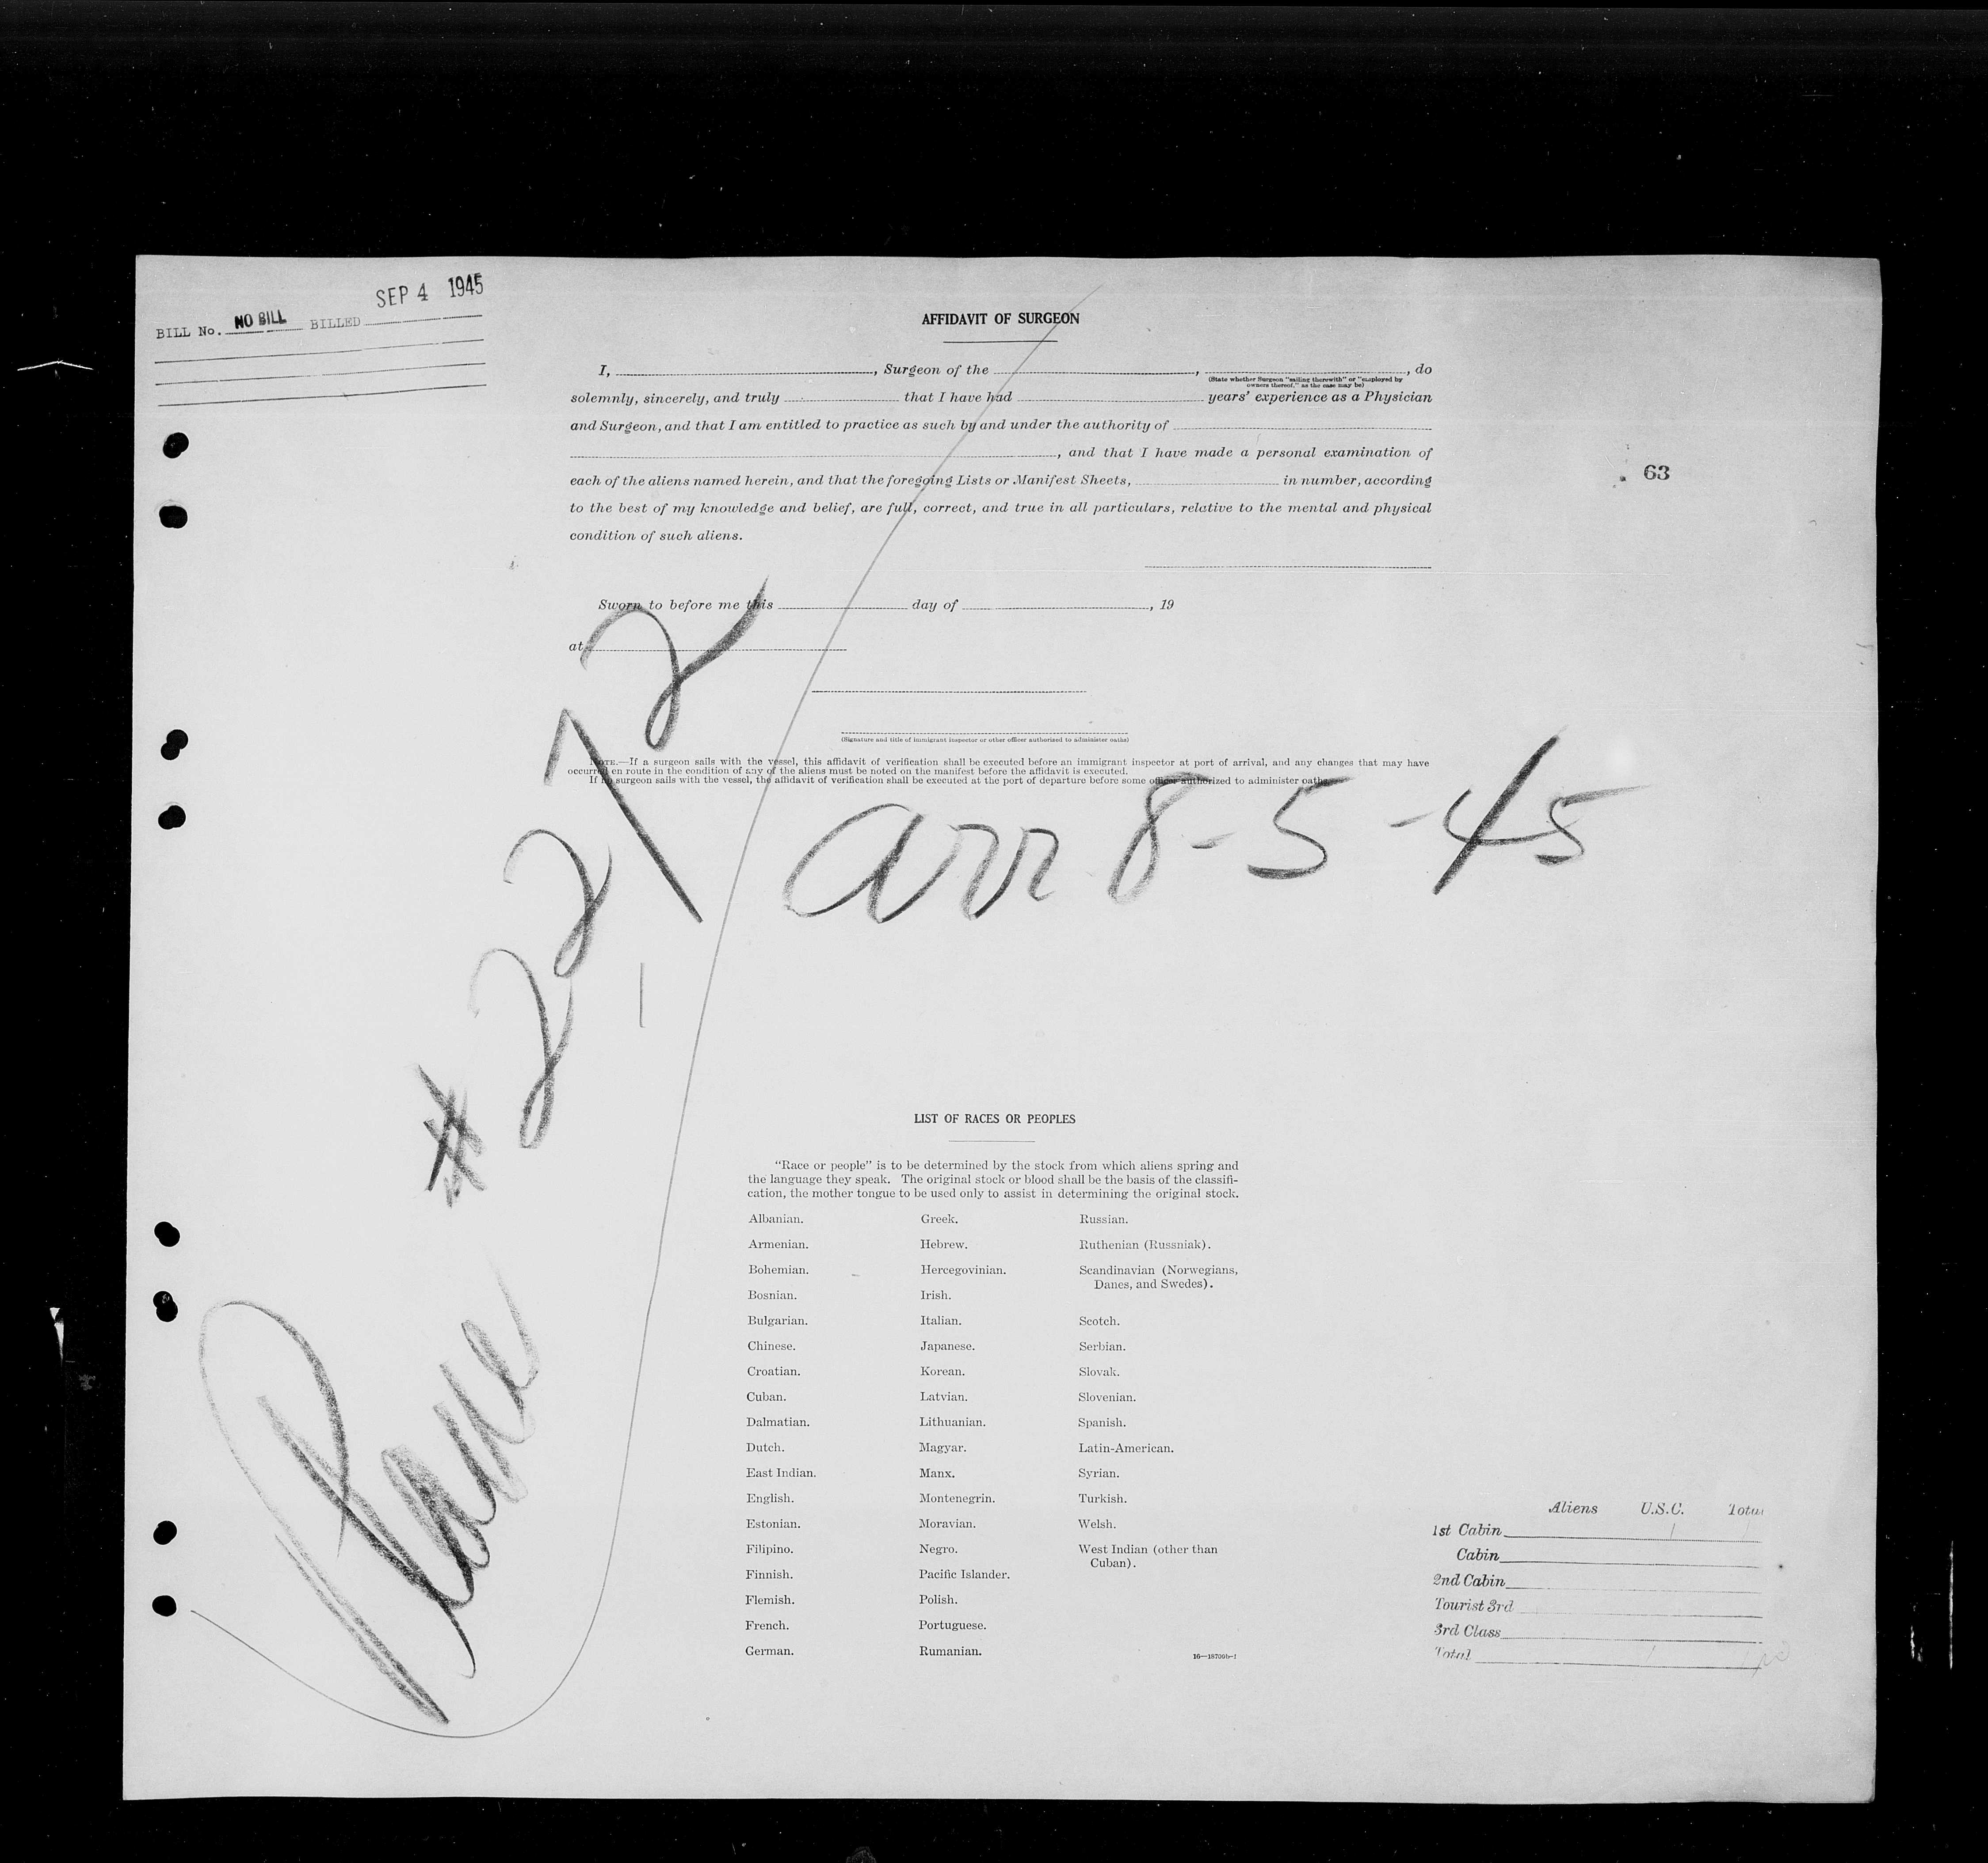 SEP 4 1945
BILL No. NO BILL BILLED
AFFIDAVIT OF SURGEON
I, , Surgeon of the , , do
(State whether Surgeon "sailing therewith" or "employed by
owners thereof," as the case may be)
solemnly, sincerely, and truly that I have had years' experience as a Physician
and Surgeon, and that I am entitled to practice as such by and under the authority of
, and that I have made a personal examination of
63
each of the aliens named herein, and that the foregoing Lists or Manifest Sheets, in number, according
to the best of my knowledge and belief, are full, correct, and true in all particulars, relative to the mental and physical
condition of such aliens.
Sworn to before me this day of , 19
at
(Signature and title of immigrant inspector or other officer authorized to administer oaths)
NOTE.—If a surgeon sails with the vessel, this affidavit of verification shall be executed before an immigrant inspector at port of arrival, and any changes that may have
occurred en route in the condition of any of the aliens must be noted on the manifest before the affidavit is executed.
If no surgeon sails with the vessel, the affidavit of verification shall be executed at the port of departure before some officer authorized to administer oaths.
arr 8-5-45
Plane #2272
LIST OF RACES OR PEOPLES
"Race or people" is to be determined by the stock from which aliens spring and
the language they speak. The original stock or blood shall be the basis of the classifi-
cation, the mother tongue to be used only to assist in determining the original stock.
Albanian. Greek. Russian.
Armenian. Hebrew. Ruthenian (Russniak).
Bohemian. Hercegovinian. Scandinavian (Norwegians,
Danes, and Swedes).
Bosnian. Irish.
Bulgarian. Italian. Scotch.
Chinese. Japanese. Serbian.
Croatian. Korean. Slovak.
Cuban. Latvian. Slovenian.
Dalmatian. Lithuanian. Spanish.
Dutch. Magyar. Latin-American.
East Indian. Manx. Syrian.
English. Montenegrin. Turkish.
Estonian. Moravian. Welsh.
Filipino. Negro. West Indian (other than
Cuban).
Finnish. Pacific Islander.
Flemish. Polish.
French. Portuguese.
German. Rumanian.
Aliens U.S.C. Total
1st Cabin 1 1
Cabin
2nd Cabin
Tourist 3rd
3rd Class
Total 1